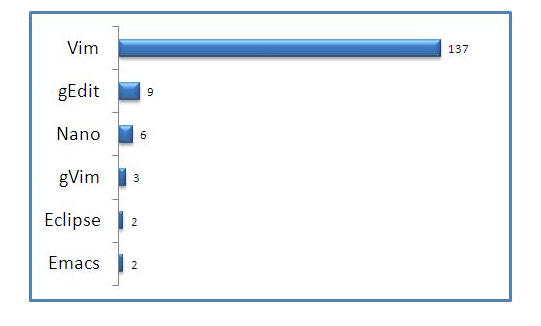 Vim 137
gEdit 9
Nano 6
gVim 3
Eclipse 2
Emacs 2